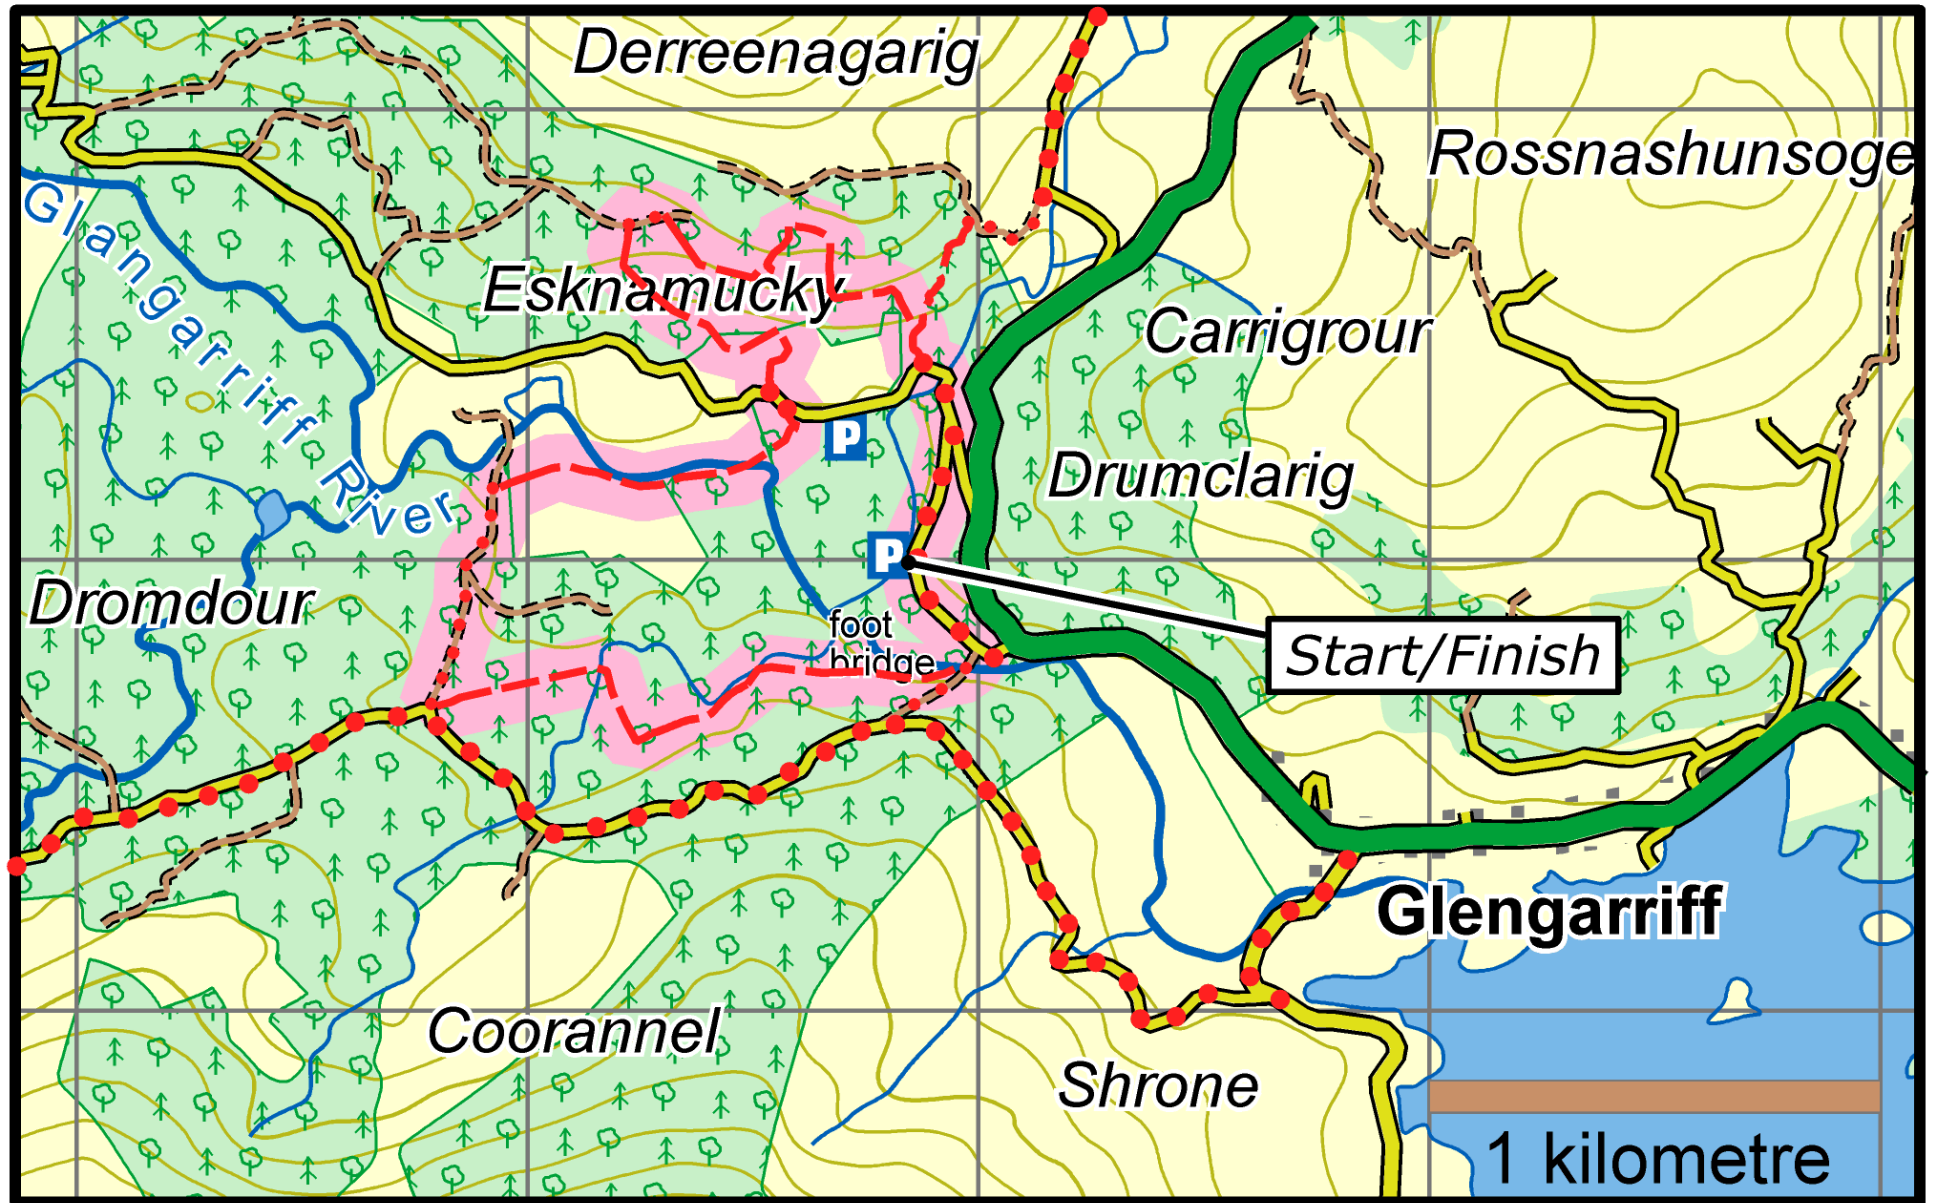 Derreenagarig
Rossnashunsoge
Glangarriff
River
Esknamucky
Carrigrour
P
Drumclarig
P
Dromdour
foot
bridge
Start/Finish
Glengarriff
Coorannel
Shrone
1 kilometre